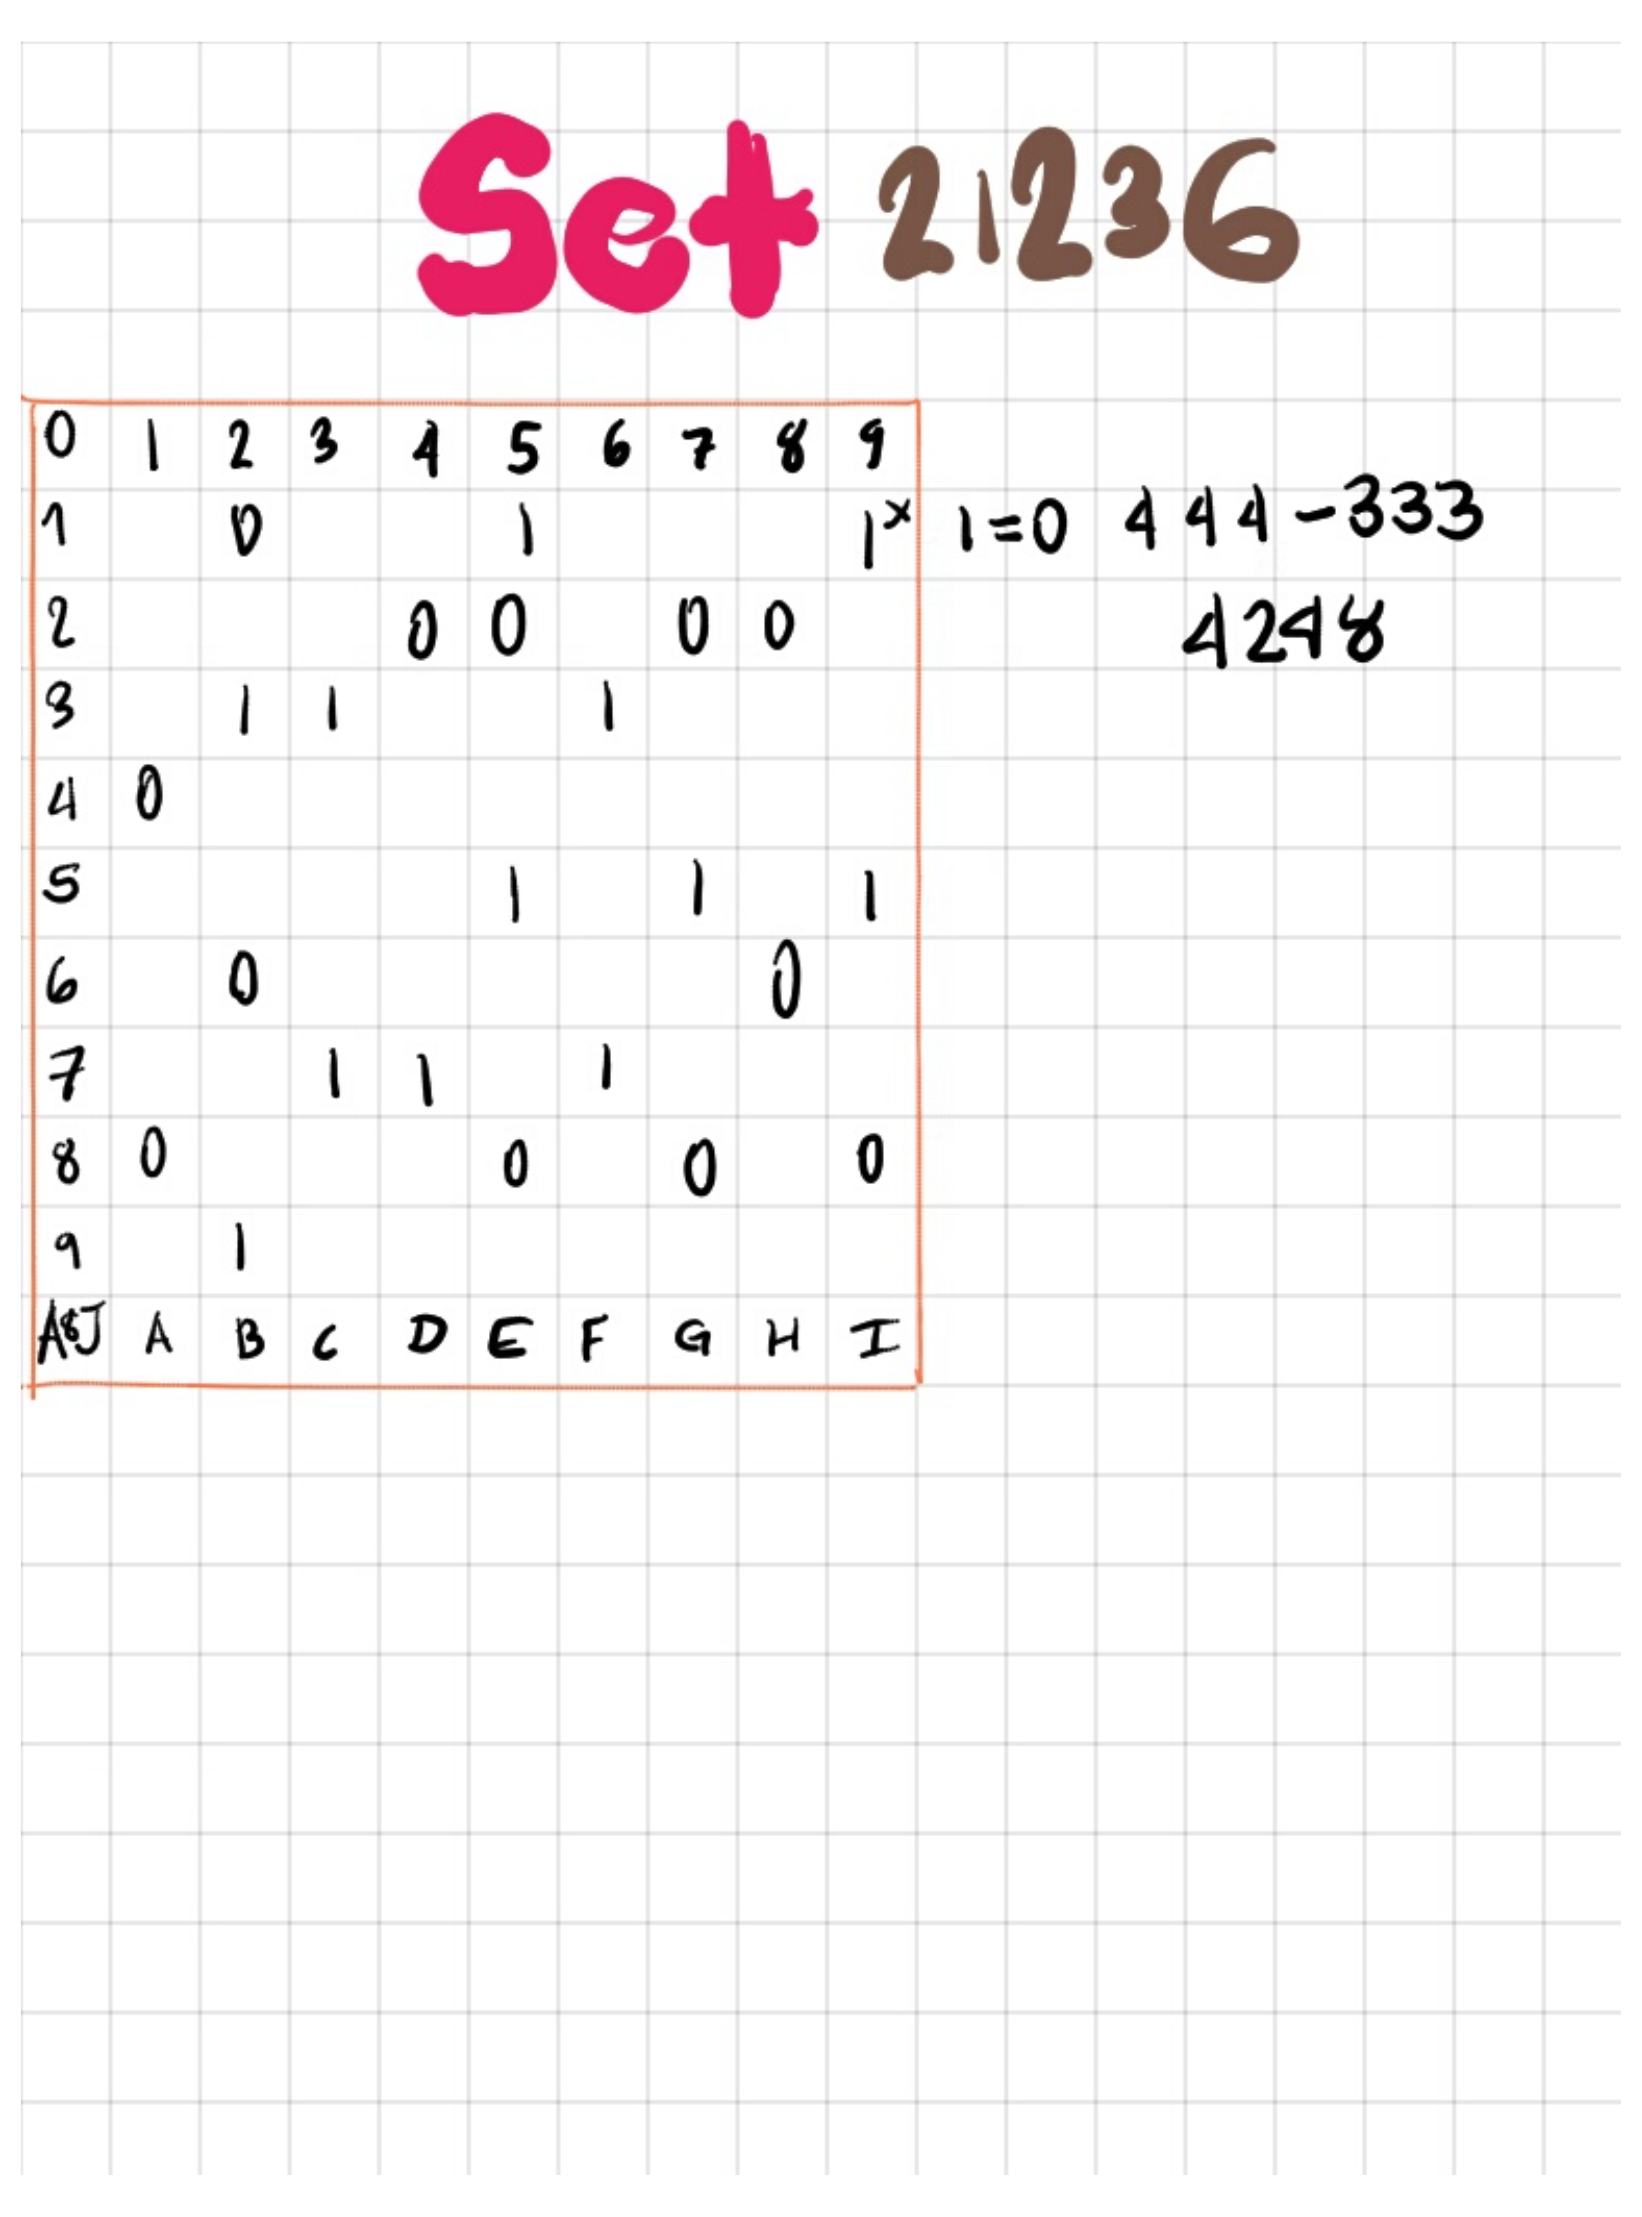 Set 21236
0 1 2 3 4 5 6 7 8 9
1 0 1 1x 1=0 444-333
2 0 0 0 0 4248
3 1 1 1
4 0
5 1 1 1
6 0 0
7 1 1 1
8 0 0 0 0
9 1
A&J A B C D E F G H I